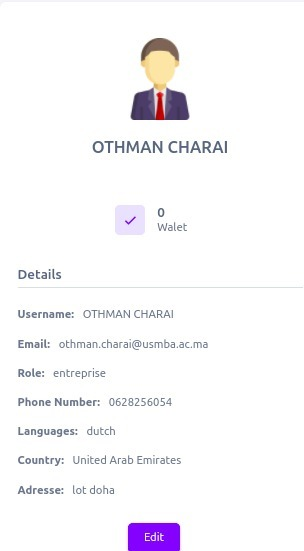 OTHMAN CHARAI
0
Walet
Details
Username: OTHMAN CHARAI
Email: othman.charai@usmba.ac.ma
Role: entreprise
Phone Number: 0628256054
Languages: dutch
Country: United Arab Emirates
Adresse: lot doha
Edit